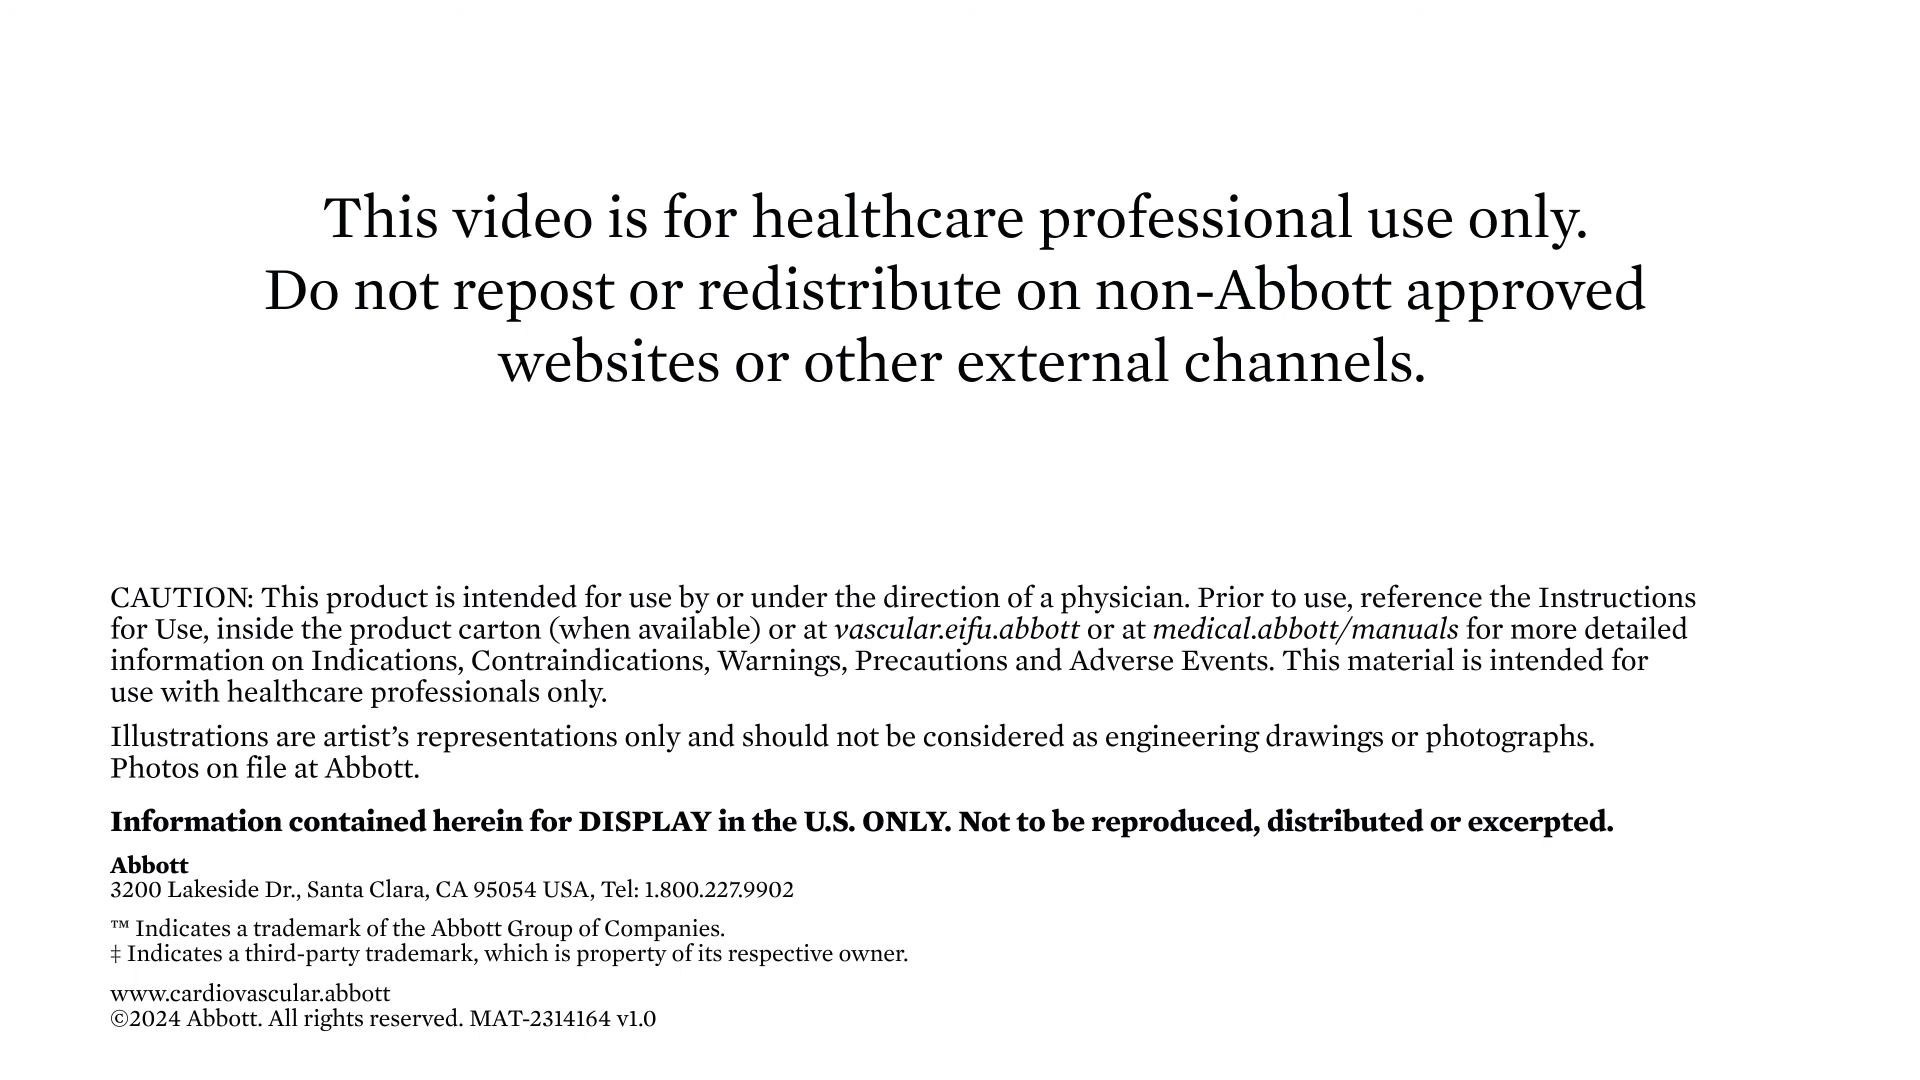 This video is for healthcare professional use only.
Do not repost or redistribute on non-Abbott approved
websites or other external channels.
CAUTION: This product is intended for use by or under the direction of a physician. Prior to use, reference the Instructions
for Use, inside the product carton (when available) or at vascular.eifu.abbott or at medical.abbott/manuals for more detailed
information on Indications, Contraindications, Warnings, Precautions and Adverse Events. This material is intended for
use with healthcare professionals only.
Illustrations are artist’s representations only and should not be considered as engineering drawings or photographs.
Photos on file at Abbott.
Information contained herein for DISPLAY in the U.S. ONLY. Not to be reproduced, distributed or excerpted.
Abbott
3200 Lakeside Dr., Santa Clara, CA 95054 USA, Tel: 1.800.227.9902
™ Indicates a trademark of the Abbott Group of Companies.
‡ Indicates a third-party trademark, which is property of its respective owner.
www.cardiovascular.abbott
©2024 Abbott. All rights reserved. MAT-2314164 v1.0